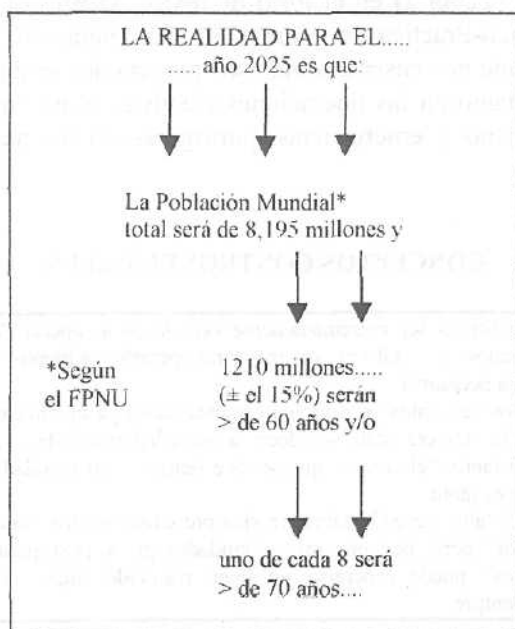 LA REALIDAD PARA EL....
...... año 2025 es que:
La Población Mundial*
total será de 8,195 millones y
*Según
el FPNU
1210 millones.....
(± el 15%) serán
> de 60 años y/o
uno de cada 8 será
> de 70 años....